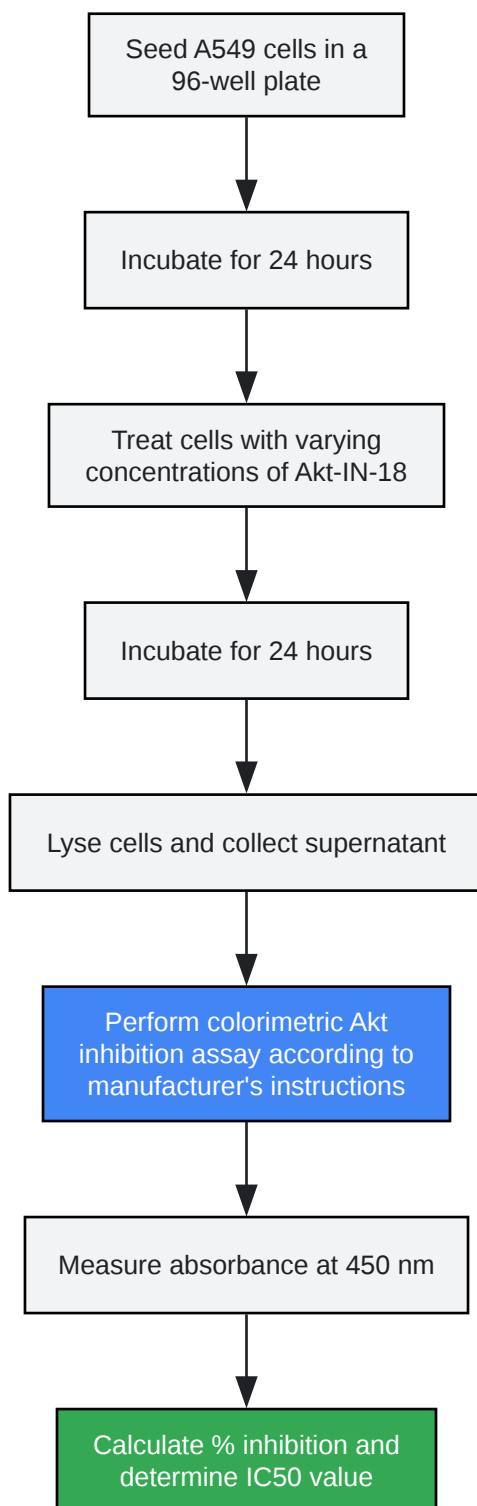 Seed A549 cells in a
96-well plate
Incubate for 24 hours
Treat cells with varying
concentrations of Akt-IN-18
Incubate for 24 hours
Lyse cells and collect supernatant
Perform colorimetric Akt
inhibition assay according to
manufacturer's instructions
Measure absorbance at 450 nm
Calculate % inhibition and
determine IC50 value